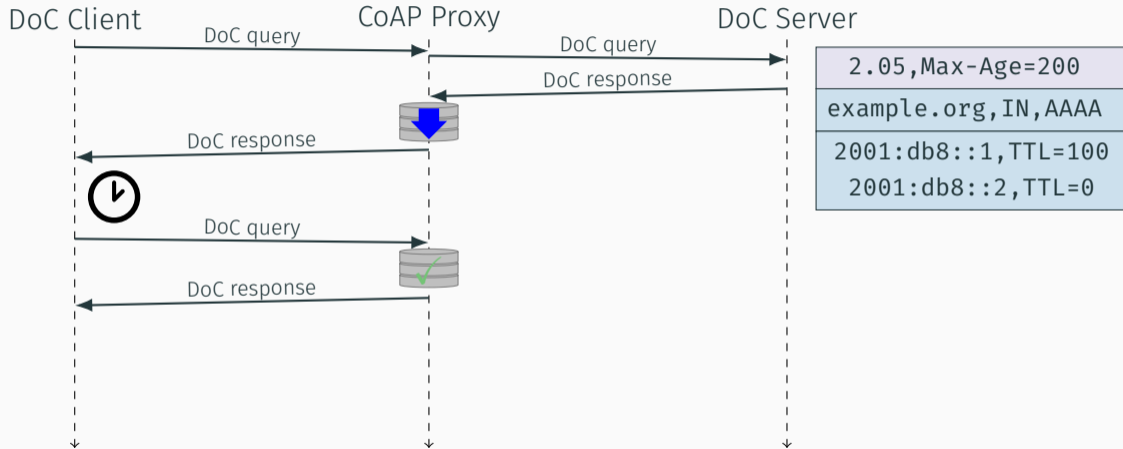 DoC Client
CoAP Proxy
DoC Server
DoC query
DoC query
2.05,Max-Age=200
DoC response
example.org,IN,AAAA
DoC response
2001:db8::1,TTL=100
2001:db8::2,TTL=0
DoC query
DoC response